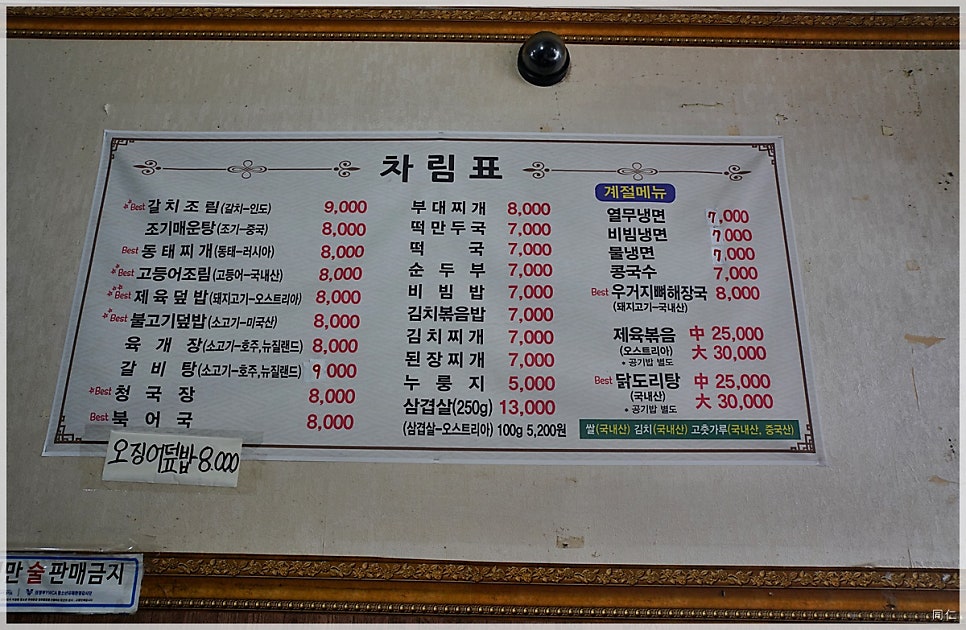 차림표
Best 갈치조림(갈치-인도) 9,000
조기매운탕(조기-중국) 8,000
Best 동태찌개(동태-러시아) 8,000
Best 고등어조림(고등어-국내산) 8,000
Best 제육덮밥(돼지고기-오스트리아) 8,000
Best 불고기덮밥(소고기-미국산) 8,000
육개장(소고기-호주,뉴질랜드) 8,000
갈비탕(소고기-호주,뉴질랜드) 9,000
Best 청국장 8,000
Best 북어국 8,000
부대찌개 8,000
떡만두국 7,000
떡국 7,000
순두부 7,000
비빔밥 7,000
김치볶음밥 7,000
김치찌개 7,000
된장찌개 7,000
누룽지 5,000
삼겹살(250g) 13,000
(삼겹살-오스트리아) 100g 5,200원
계절메뉴
열무냉면 7,000
비빔냉면 7,000
물냉면 7,000
콩국수 7,000
Best 우거지뼈해장국 8,000
(돼지고기-국내산)
제육볶음 中 25,000
(오스트리아) 大 30,000
* 공기밥 별도
Best 닭도리탕 中 25,000
(국내산) 大 30,000
* 공기밥 별도
쌀(국내산) 김치(국내산) 고춧가루(국내산, 중국산)
오징어덮밥 8.000
만 술 판매금지
同仁